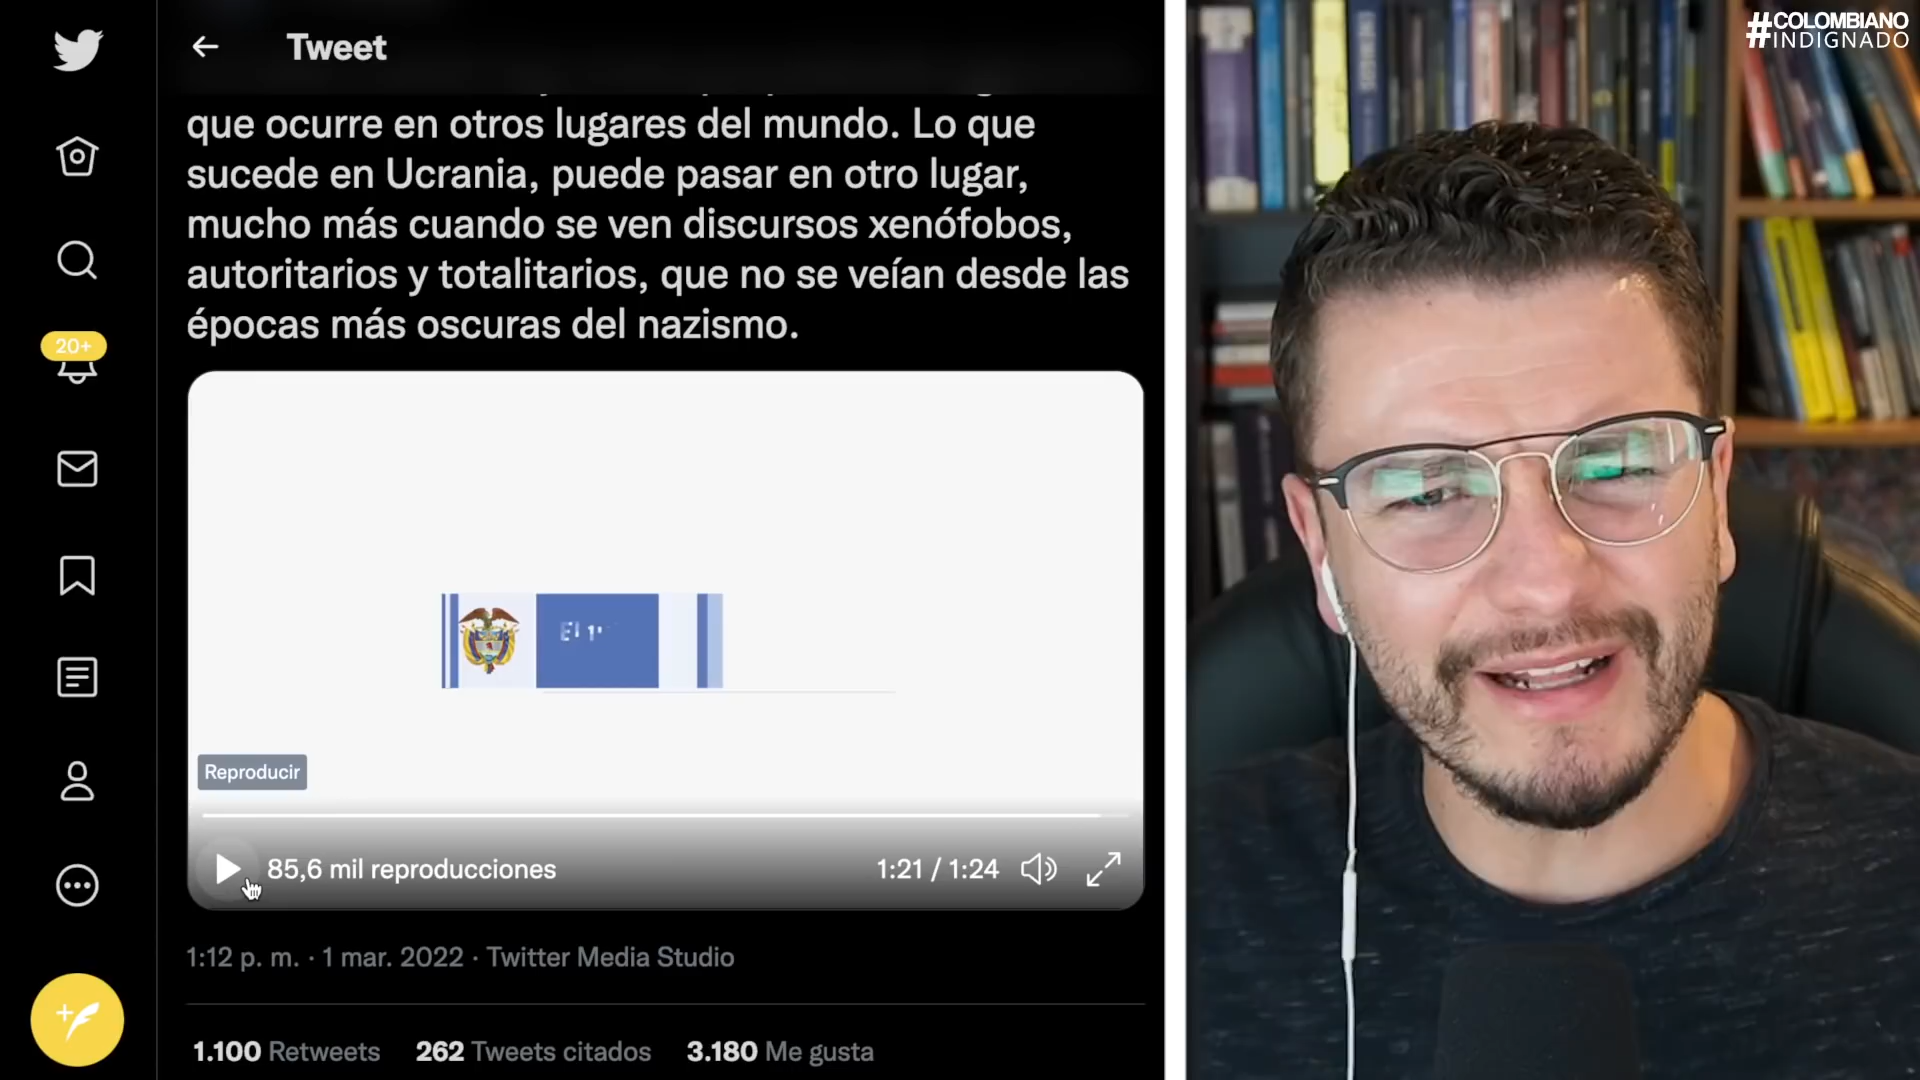 Tweet
#COLOMBIANO
INDIGNADO
que ocurre en otros lugares del mundo. Lo que
sucede en Ucrania, puede pasar en otro lugar,
mucho más cuando se ven discursos xenófobos,
autoritarios y totalitarios, que no se veían desde las
épocas más oscuras del nazismo.
20+
El
Reproducir
85,6 mil reproducciones
1:21 / 1:24
1:12 p. m. · 1 mar. 2022 · Twitter Media Studio
1.100 Retweets 262 Tweets citados 3.180 Me gusta